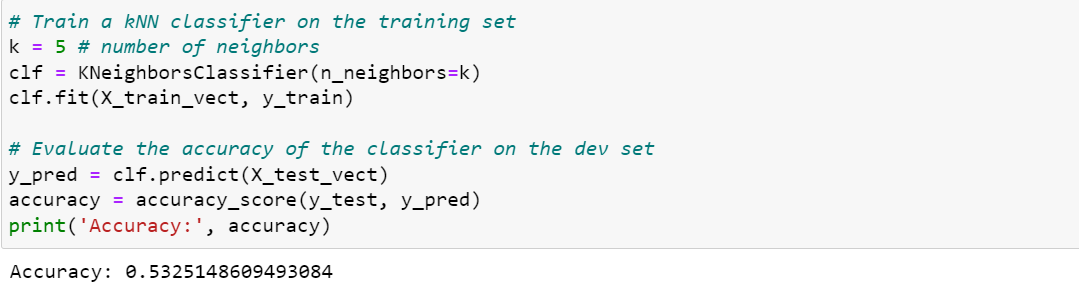 # Train a kNN classifier on the training set
k = 5 # number of neighbors
clf = KNeighborsClassifier(n_neighbors=k)
clf.fit(X_train_vect, y_train)
# Evaluate the accuracy of the classifier on the dev set
y_pred = clf.predict(X_test_vect)
accuracy = accuracy_score(y_test, y_pred)
print('Accuracy:', accuracy)
Accuracy: 0.5325148609493084